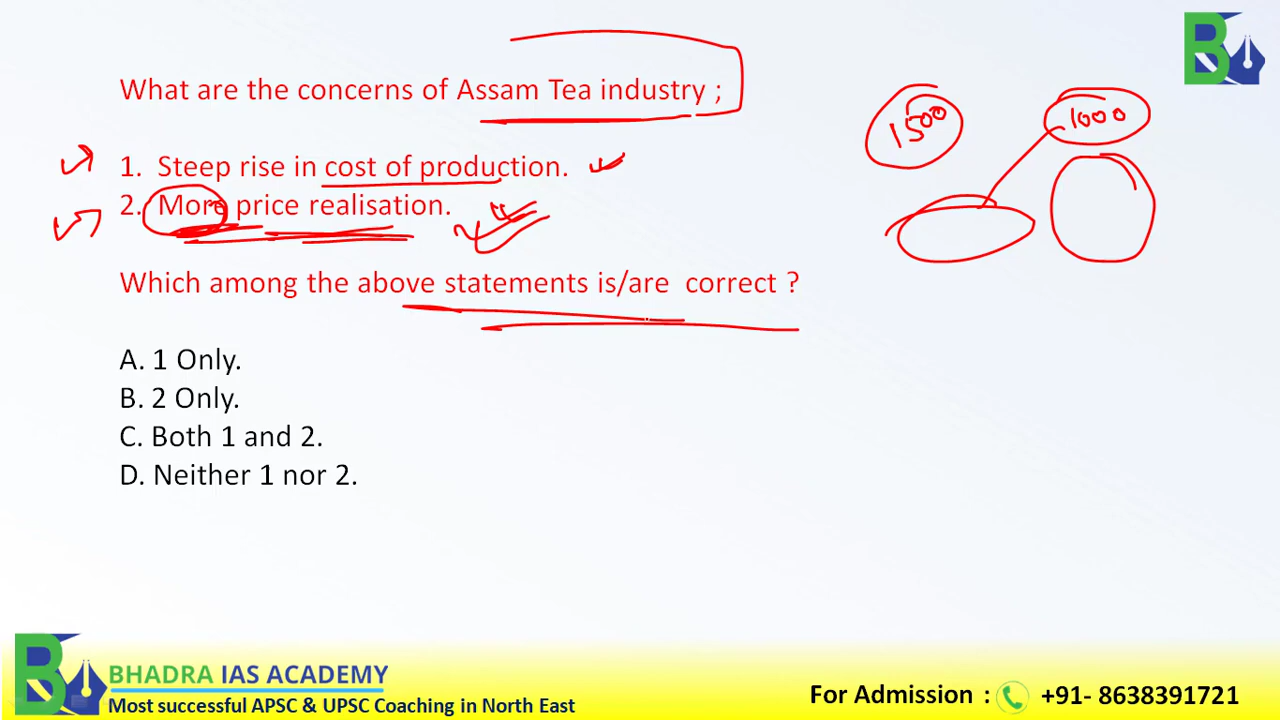 What are the concerns of Assam Tea industry ;
1. Steep rise in cost of production.
2. More price realisation.
Which among the above statements is/are correct ?
A. 1 Only.
B. 2 Only.
C. Both 1 and 2.
D. Neither 1 nor 2.
1500
1000
BHADRA IAS ACADEMY
Most successful APSC & UPSC Coaching in North East
For Admission : +91- 8638391721